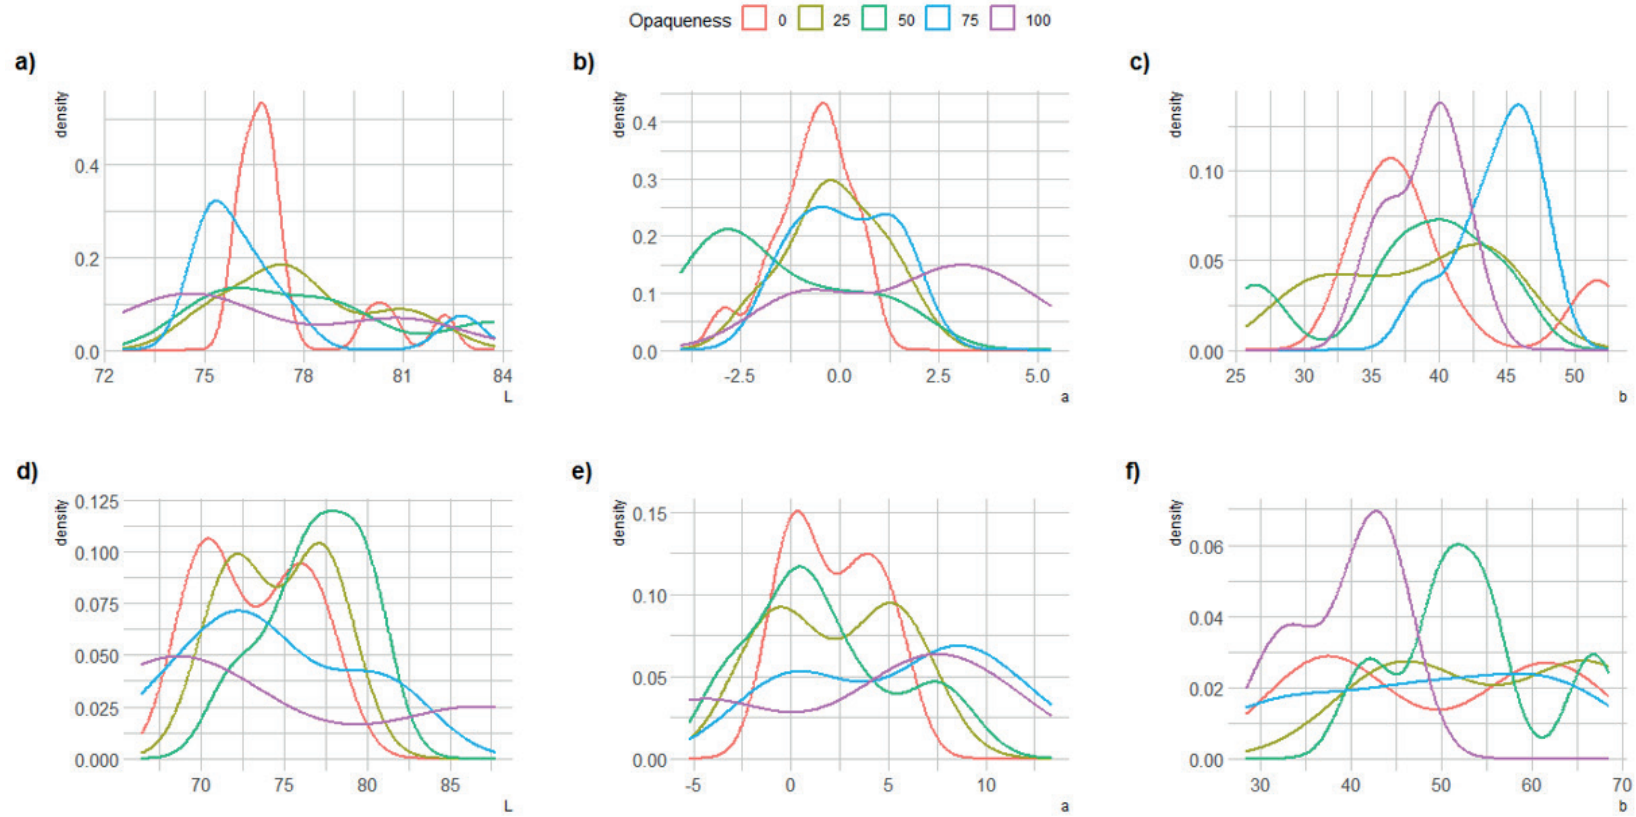 Opaqueness 0 25 50 75 100
a) b) c)
density density density
0.4 0.4 0.10
0.3
0.2 0.2 0.05
0.1
0.0 0.0 0.00
72 75 78 81 84 -2.5 0.0 2.5 5.0 25 30 35 40 45 50
L a b
d) e) f)
density density density
0.125 0.15 0.06
0.100
0.075 0.10 0.04
0.050 0.05 0.02
0.025
0.000 0.00 0.00
70 75 80 85 -5 0 5 10 30 40 50 60 70
L a b